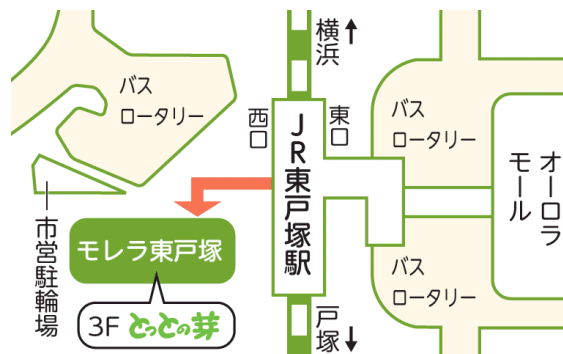 横浜
バス
ロータリー
西口
JR東戸塚駅
東口
バス
ロータリー
オーロラ
モール
市営駐輪場
モレラ東戸塚
3F とっとの芽
バス
ロータリー
戸塚